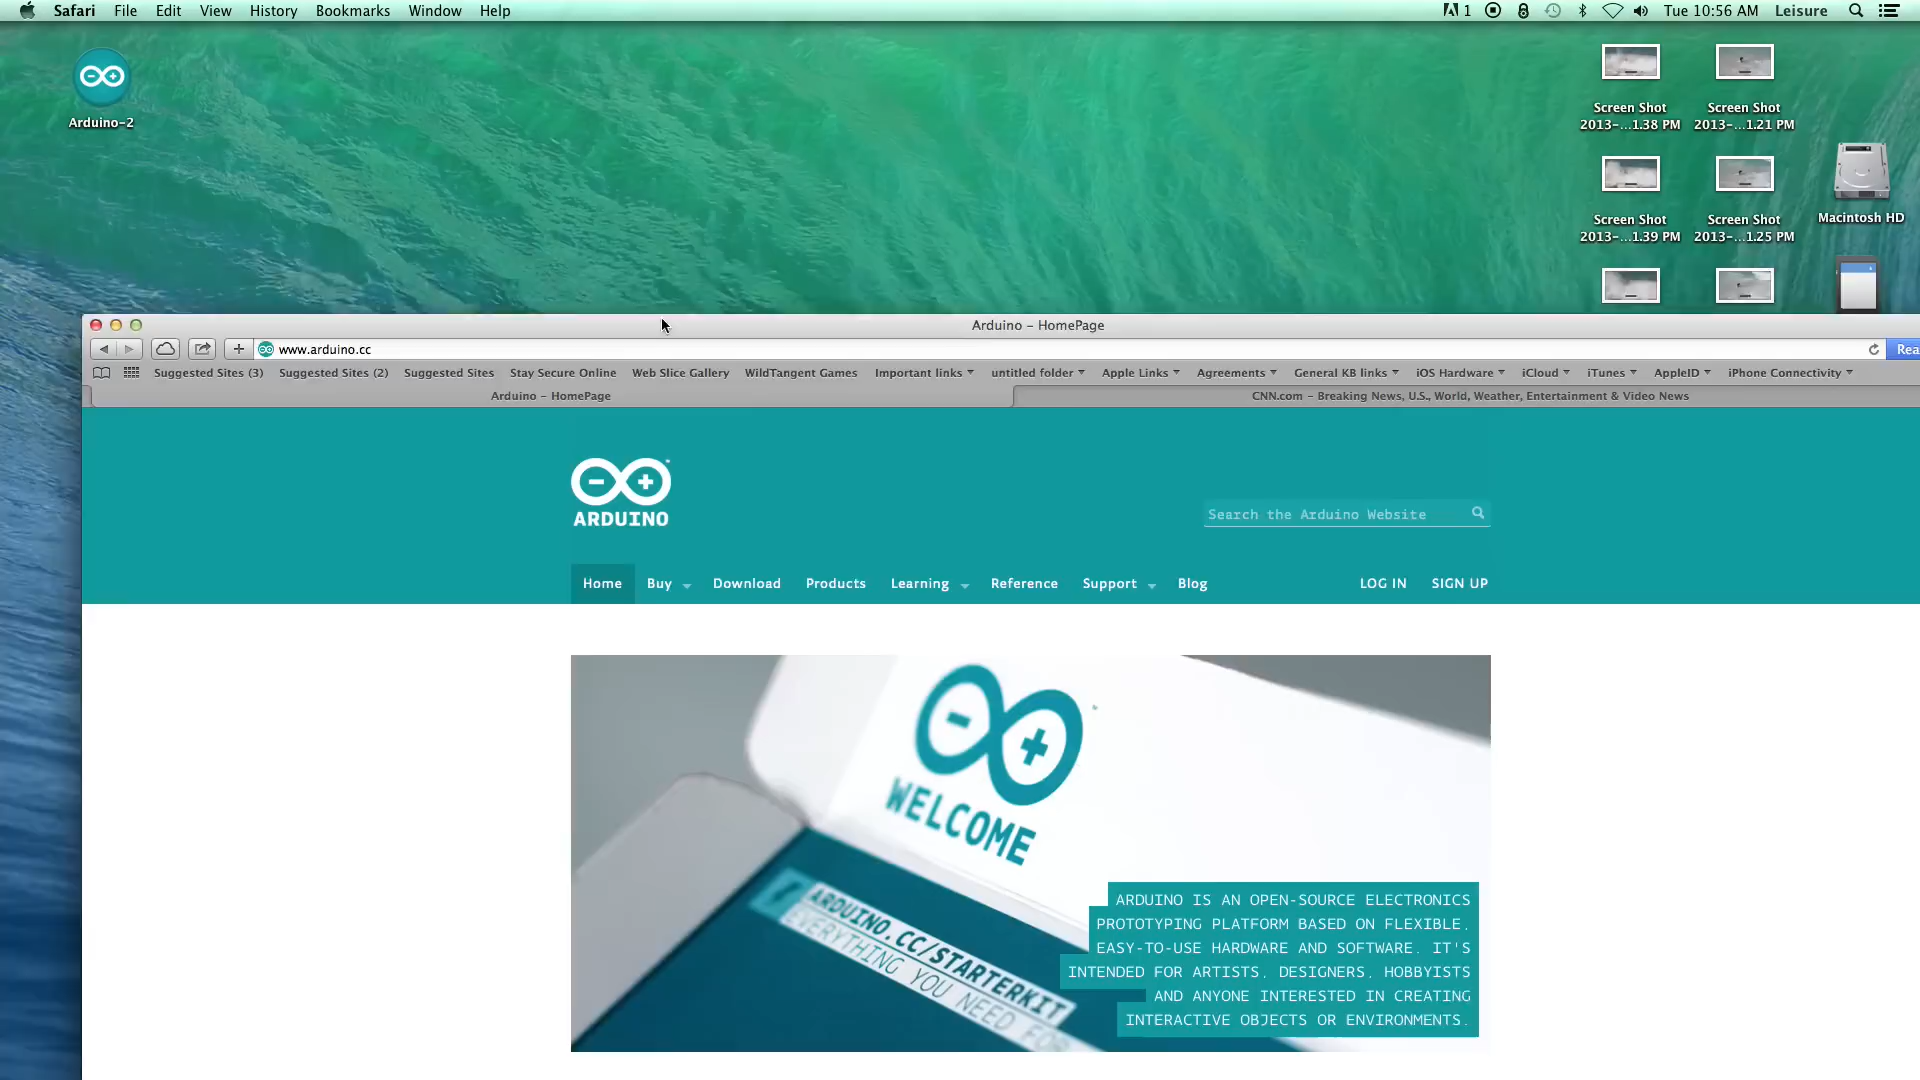 Safari File Edit View History Bookmarks Window Help
1 Tue 10:56 AM Leisure
Arduino-2
Screen Shot
2013-...1.38 PM
Screen Shot
2013-...1.21 PM
Screen Shot
2013-...1.39 PM
Screen Shot
2013-...1.25 PM
Macintosh HD
Arduino – HomePage
www.arduino.cc
Suggested Sites (3) Suggested Sites (2) Suggested Sites Stay Secure Online Web Slice Gallery WildTangent Games Important links untitled folder Apple Links Agreements General KB links iOS Hardware iCloud iTunes AppleID iPhone Connectivity
Arduino – HomePage
CNN.com – Breaking News, U.S., World, Weather, Entertainment & Video News
ARDUINO
Search the Arduino Website
Home Buy Download Products Learning Reference Support Blog LOG IN SIGN UP
WELCOME
ARDUINO.CC/STARTERKIT
EVERYTHING YOU NEED FOR
ARDUINO IS AN OPEN-SOURCE ELECTRONICS
PROTOTYPING PLATFORM BASED ON FLEXIBLE,
EASY-TO-USE HARDWARE AND SOFTWARE. IT'S
INTENDED FOR ARTISTS, DESIGNERS, HOBBYISTS
AND ANYONE INTERESTED IN CREATING
INTERACTIVE OBJECTS OR ENVIRONMENTS.